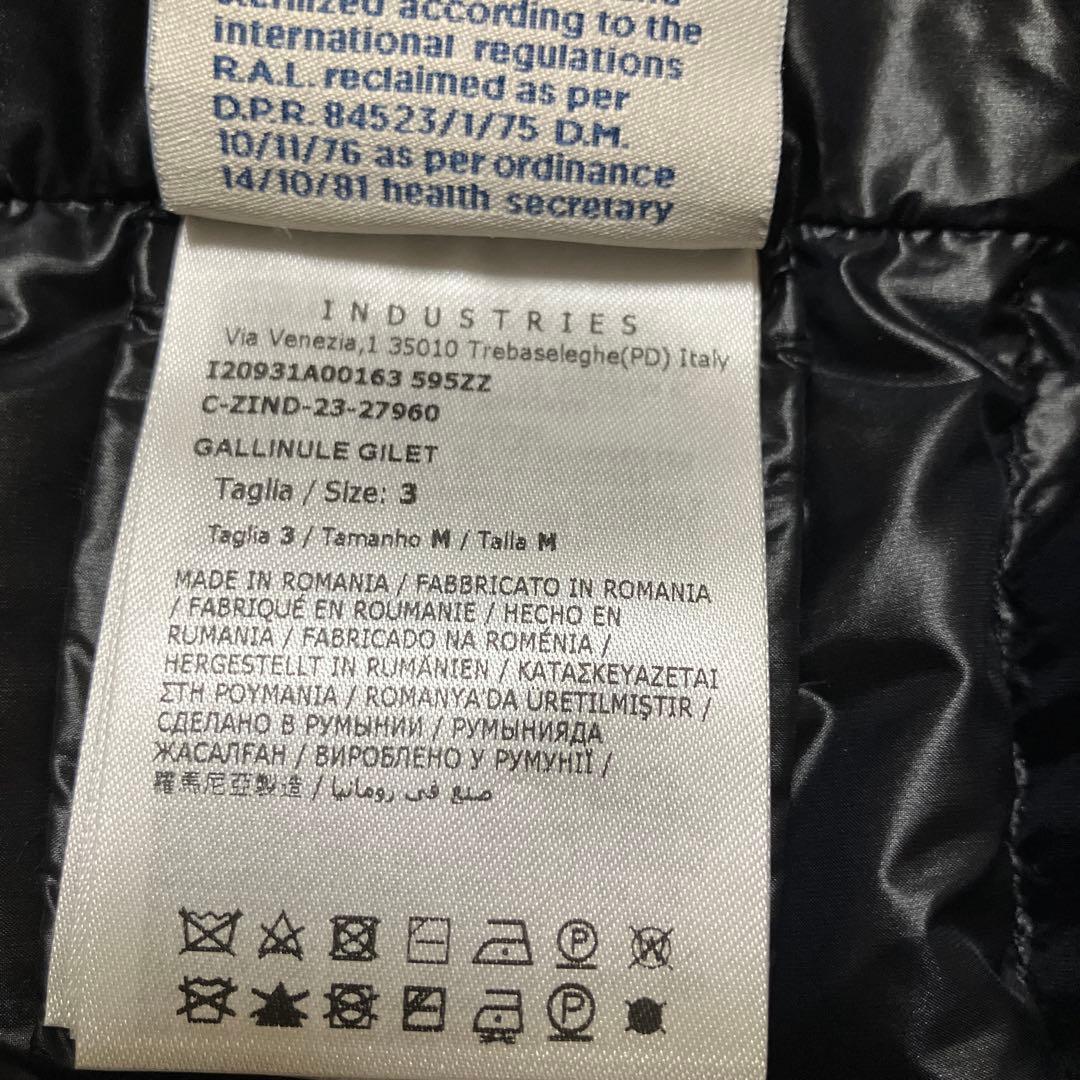 sterilized according to the
international regulations
R.A.L. reclaimed as per
D.P.R. 84523/1/75 D.M.
10/11/76 as per ordinance
14/10/81 health secretary
INDUSTRIES
Via Venezia,1 35010 Trebaseleghe(PD) Italy
I20931A00163 595ZZ
C-ZIND-23-27960
GALLINULE GILET
Taglia / Size: 3
Taglia 3 / Tamanho M / Talla M
MADE IN ROMANIA / FABBRICATO IN ROMANIA
/ FABRIQUÉ EN ROUMANIE / HECHO EN
RUMANIA / FABRICADO NA ROMÉNIA /
HERGESTELLT IN RUMÄNIEN / ΚΑΤΑΣΚΕΥΑΖΕΤΑΙ
ΣΤΗ ΡΟΥΜΑΝΙΑ / ROMANYA'DA ÜRETILMIŞTIR /
СДЕЛАНО В РУМЫНИИ / РУМЫНИЯДА
ЖАСАЛҒАН / ВИРОБЛЕНО У РУМУНІЇ /
羅馬尼亞製造 / صنع في رومانيا